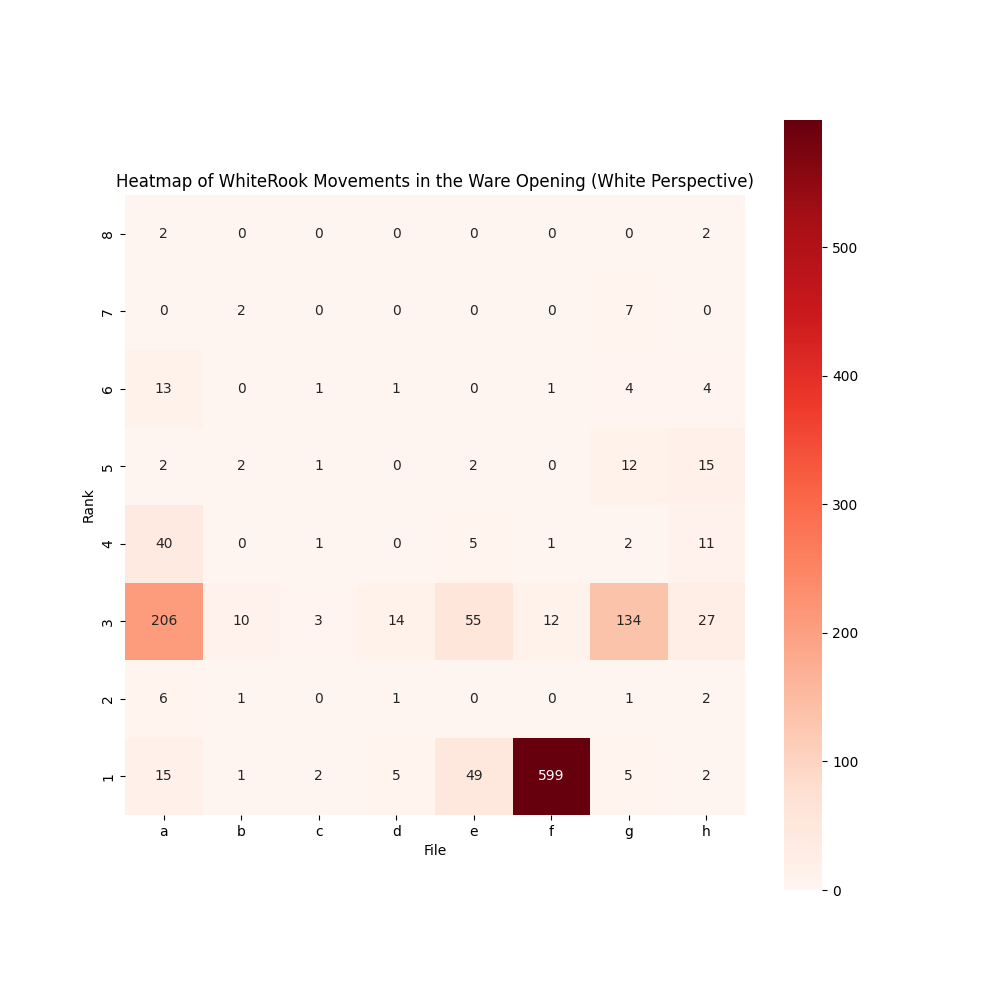 Heatmap of WhiteRook Movements in the Ware Opening (White Perspective)
8 2 0 0 0 0 0 0 2
7 0 2 0 0 0 0 7 0
6 13 0 1 1 0 1 4 4
5 2 2 1 0 2 0 12 15
4 40 0 1 0 5 1 2 11
3 206 10 3 14 55 12 134 27
2 6 1 0 1 0 0 1 2
1 15 1 2 5 49 599 5 2
a b c d e f g h
Rank
File
500
400
300
200
100
0